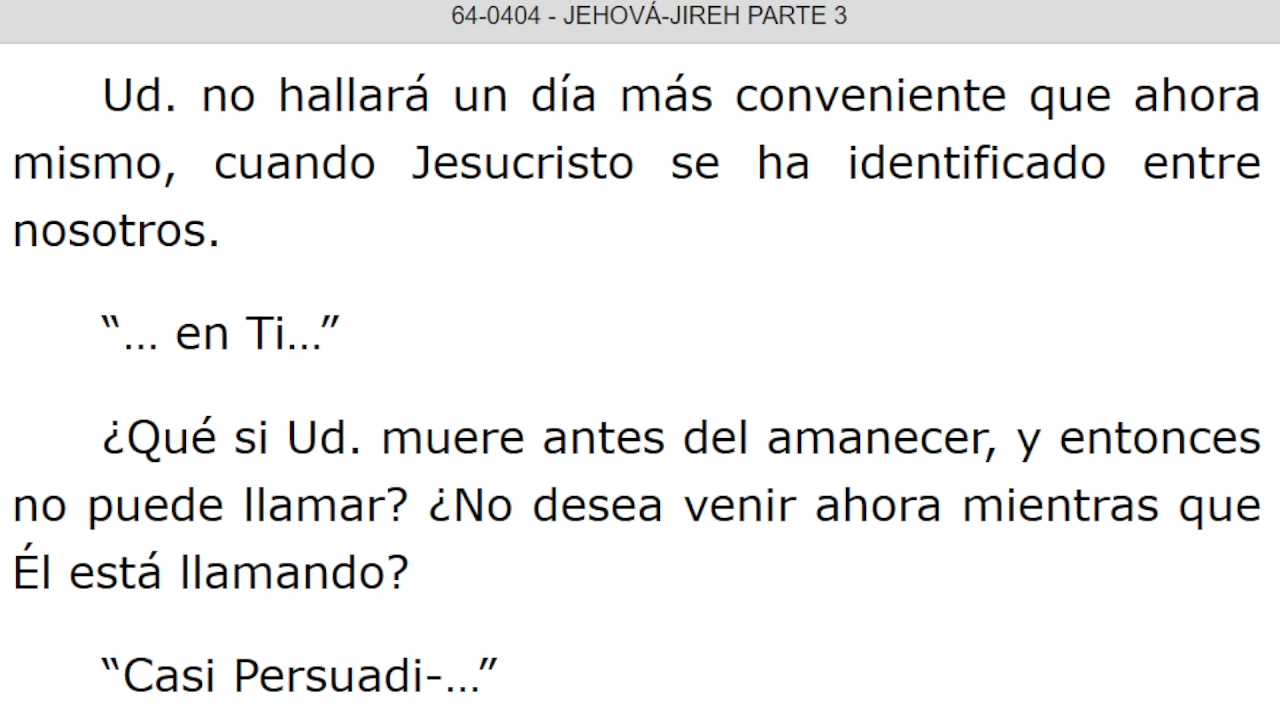 64-0404 - JEHOVÁ-JIREH PARTE 3
Ud. no hallará un día más conveniente que ahora
mismo, cuando Jesucristo se ha identificado entre
nosotros.
“... en Ti...”
¿Qué si Ud. muere antes del amanecer, y entonces
no puede llamar? ¿No desea venir ahora mientras que
Él está llamando?
“Casi Persuadi-...”